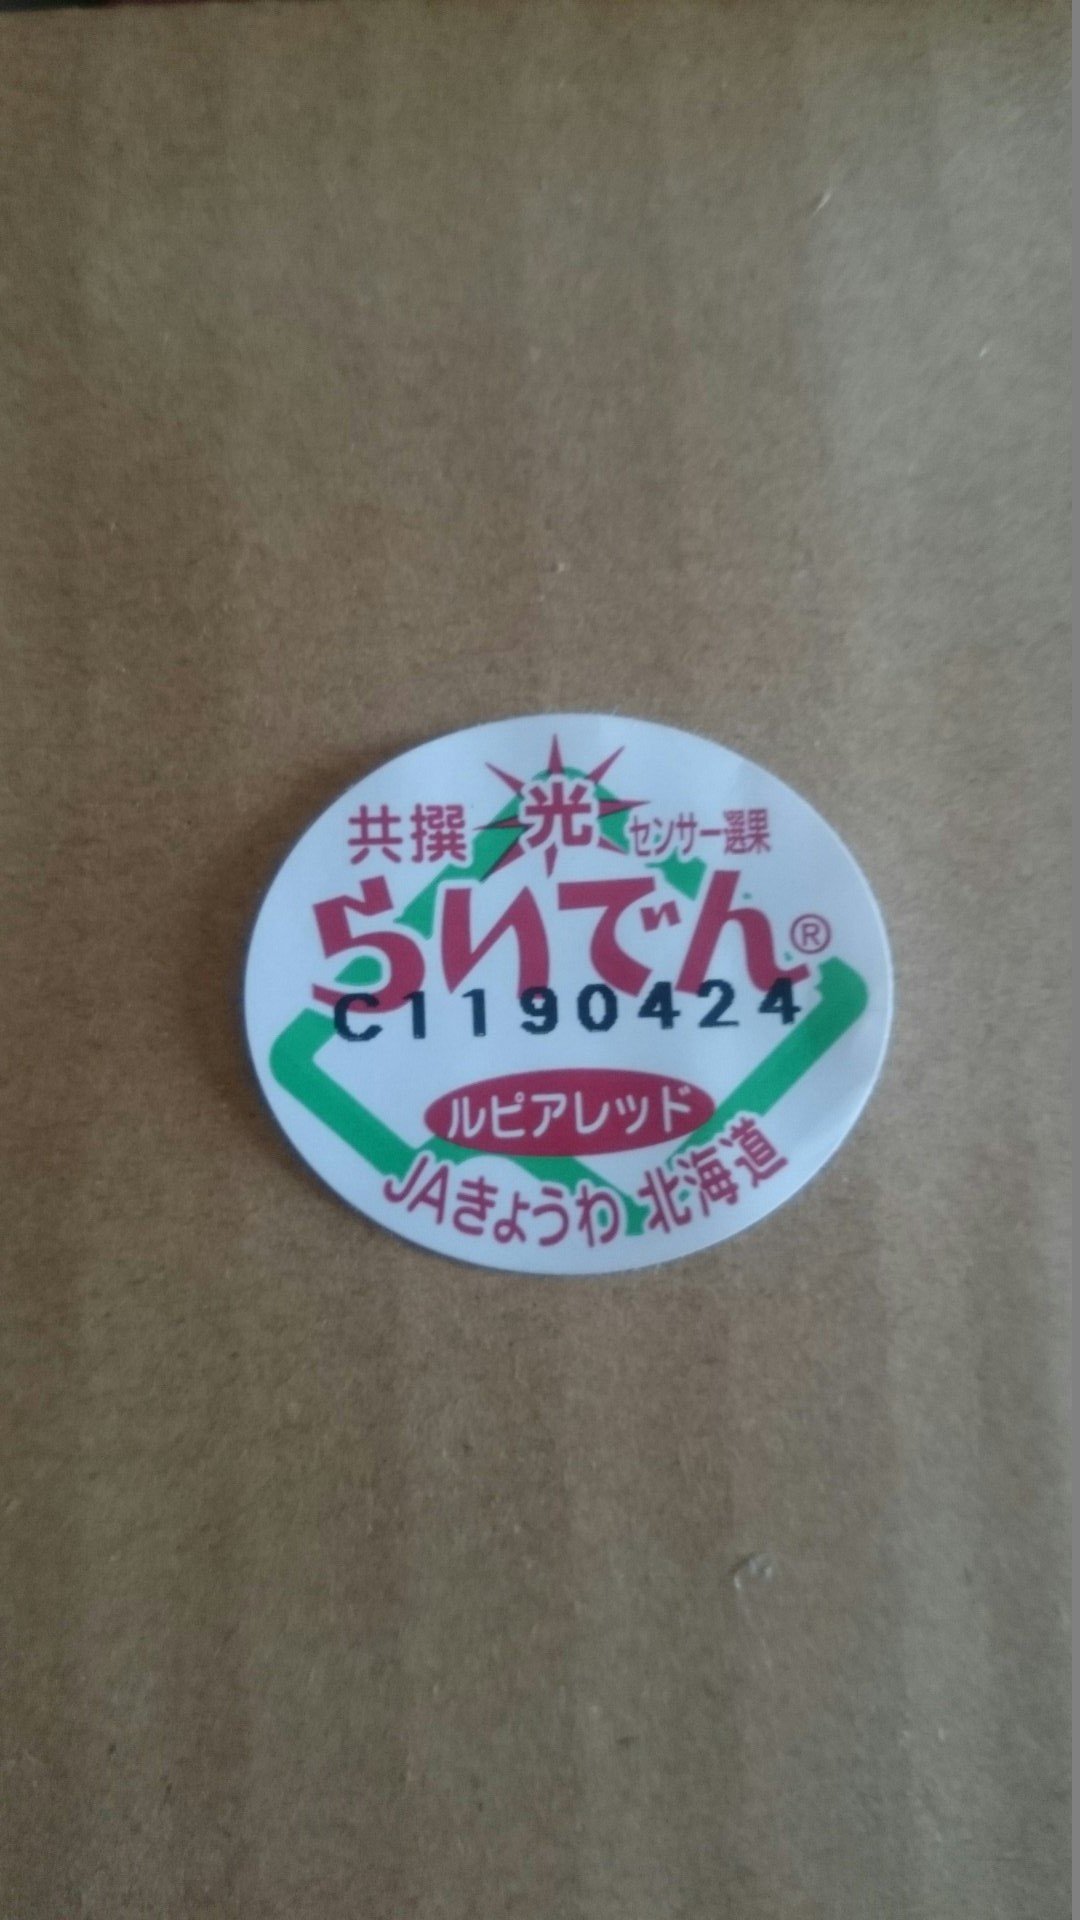 共撰 光 センサー選果
らいでん®
C1190424
ルピアレッド
JAきょうわ 北海道